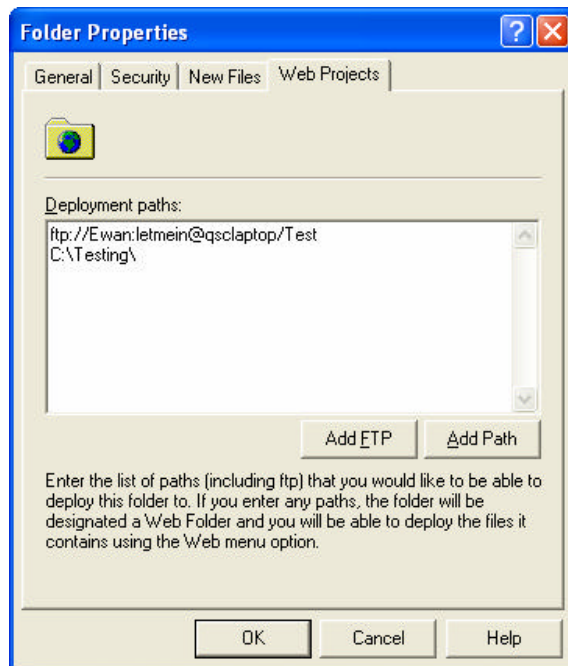 Folder Properties
General Security New Files Web Projects
Deployment paths:
ftp://Ewan:letmein@qsclaptop/Test
C:\Testing\
Add FTP Add Path
Enter the list of paths (including ftp) that you would like to be able to
deploy this folder to. If you enter any paths, the folder will be
designated a Web Folder and you will be able to deploy the files it
contains using the Web menu option.
OK Cancel Help